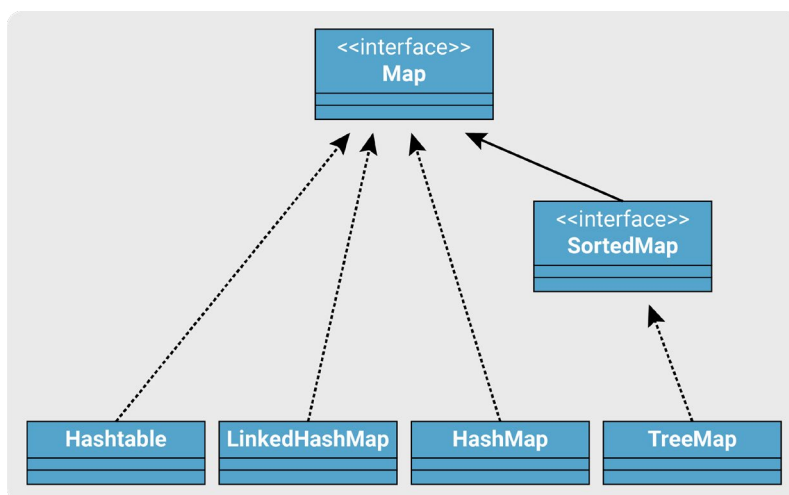 <<interface>>
Map
<<interface>>
SortedMap
Hashtable
LinkedHashMap
HashMap
TreeMap